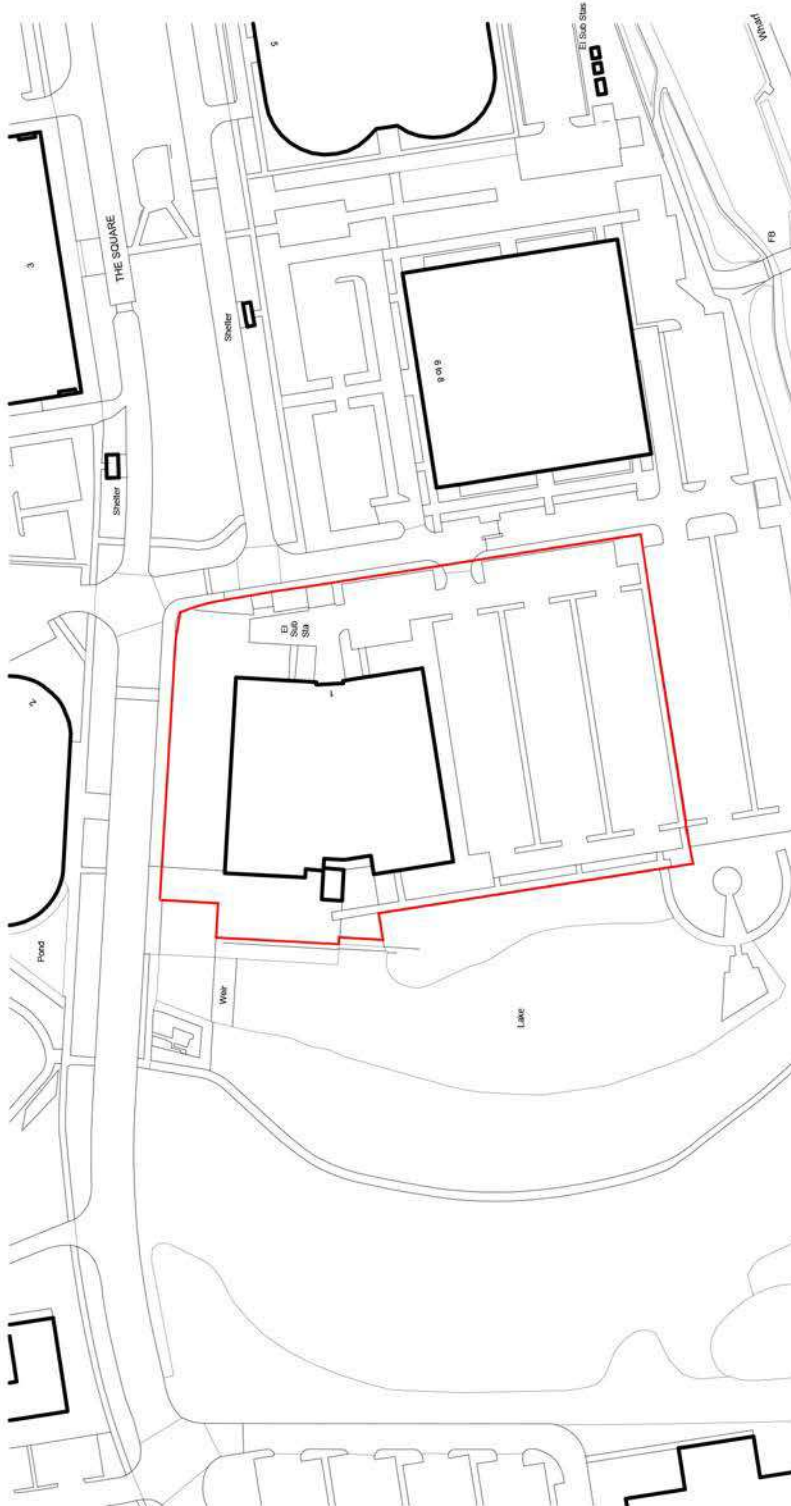 Pond
2
3
Shelter
THE SQUARE
Weir
Shelter
5
El
Sub
Sta
1
6 to 8
Lake
El Sub Stas
FB
Wharf